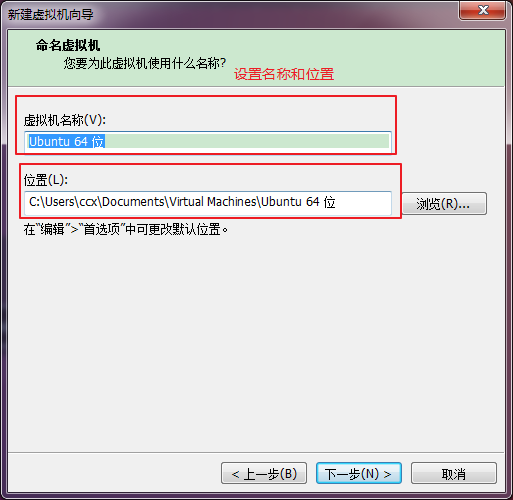 新建虚拟机向导
命名虚拟机
您要为此虚拟机使用什么名称?
设置名称和位置
虚拟机名称(V):
Ubuntu 64 位
位置(L):
C:\Users\ccx\Documents\Virtual Machines\Ubuntu 64 位
浏览(R)...
在“编辑”>“首选项”中可更改默认位置。
< 上一步(B)
下一步(N) >
取消